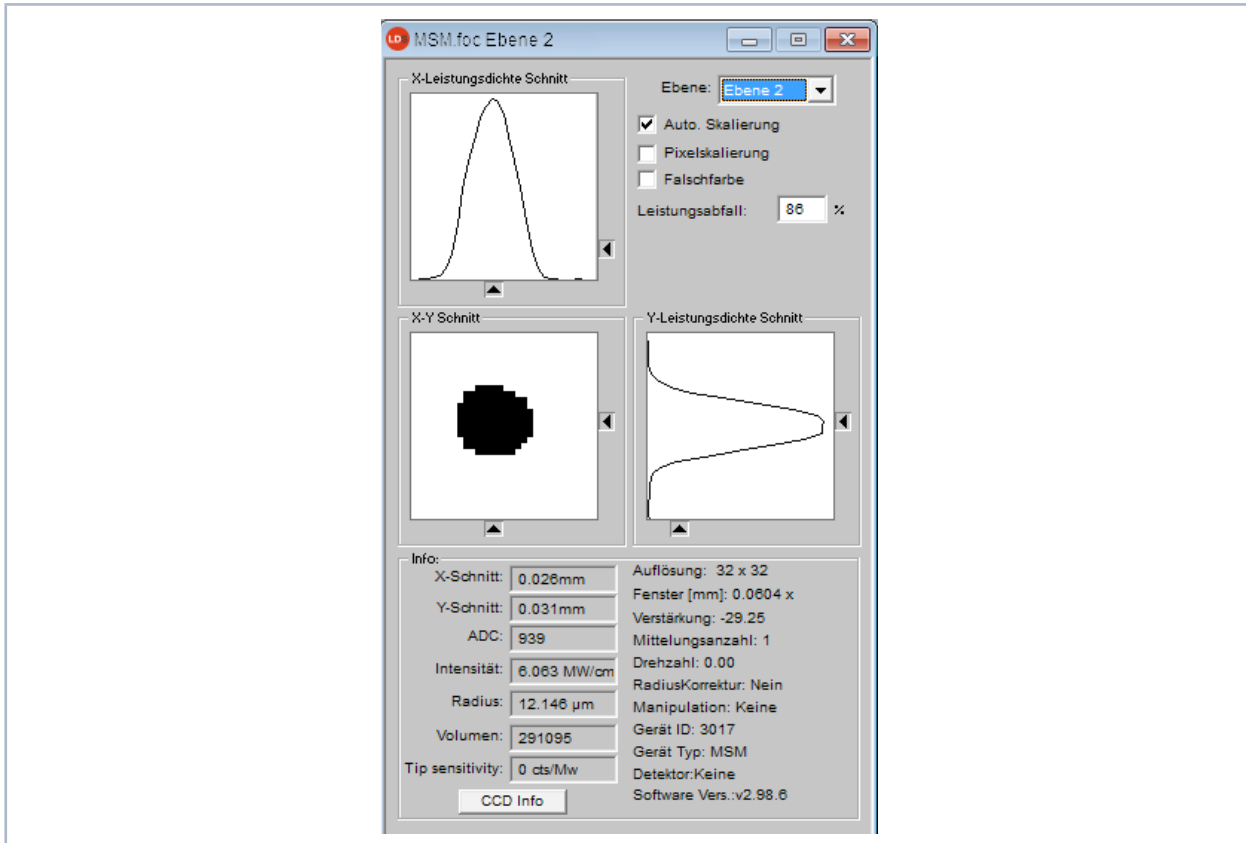 LD
MSM.foc Ebene 2
X-Leistungsdichte Schnitt
Ebene: Ebene 2
Auto. Skalierung
Pixelskalierung
Falschfarbe
Leistungsabfall: 86 %
X-Y Schnitt
Y-Leistungsdichte Schnitt
Info:
X-Schnitt: 0.026mm
Y-Schnitt: 0.031mm
ADC: 939
Intensität: 6.063 MW/cm
Radius: 12.146 µm
Volumen: 291095
Tip sensitivity: 0 cts/Mw
CCD Info
Auflösung: 32 x 32
Fenster [mm]: 0.0604 x
Verstärkung: -29.25
Mittelungsanzahl: 1
Drehzahl: 0.00
RadiusKorrektur: Nein
Manipulation: Keine
Gerät ID: 3017
Gerät Typ: MSM
Detektor:Keine
Software Vers.:v2.98.6